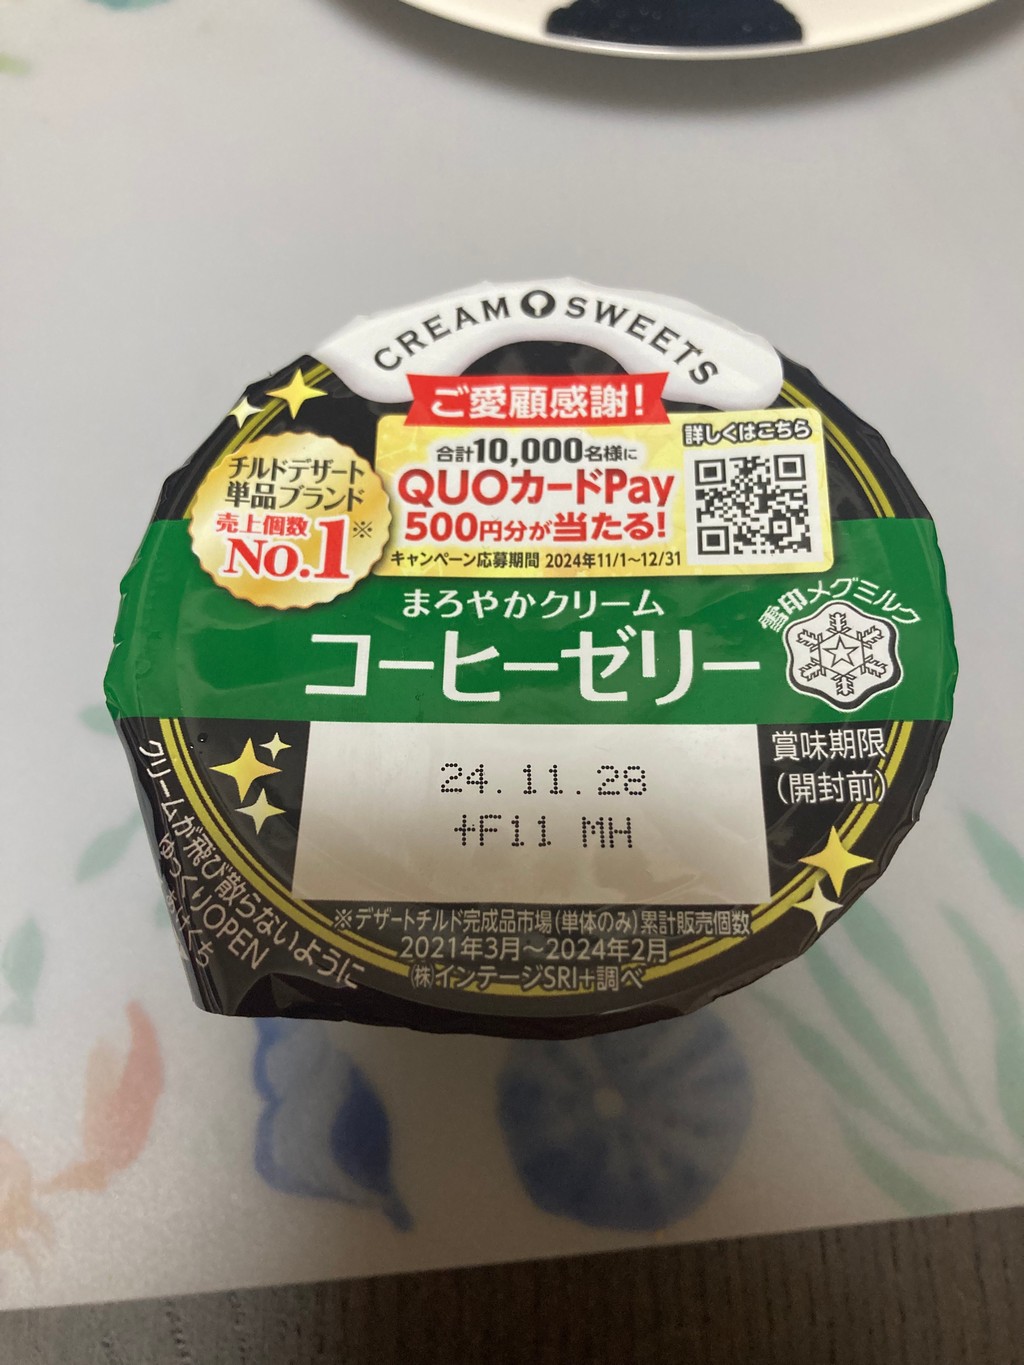 CREAM SWEETS
ご愛顧感謝!
チルドデザート
単品ブランド
売上個数
No.1※
合計10,000名様に
QUOカードPay
500円分が当たる!
キャンペーン応募期間 2024年11/1〜12/31
詳しくはこちら
まろやかクリーム
コーヒーゼリー
雪印メグミルク
24.11.28
+F11 MH
賞味期限
(開封前)
クリームが飛び散らないように
ゆっくりOPEN
あけくち
※デザートチルド完成品市場(単体のみ)累計販売個数
2021年3月〜2024年2月
㈱インテージSRI+調べ